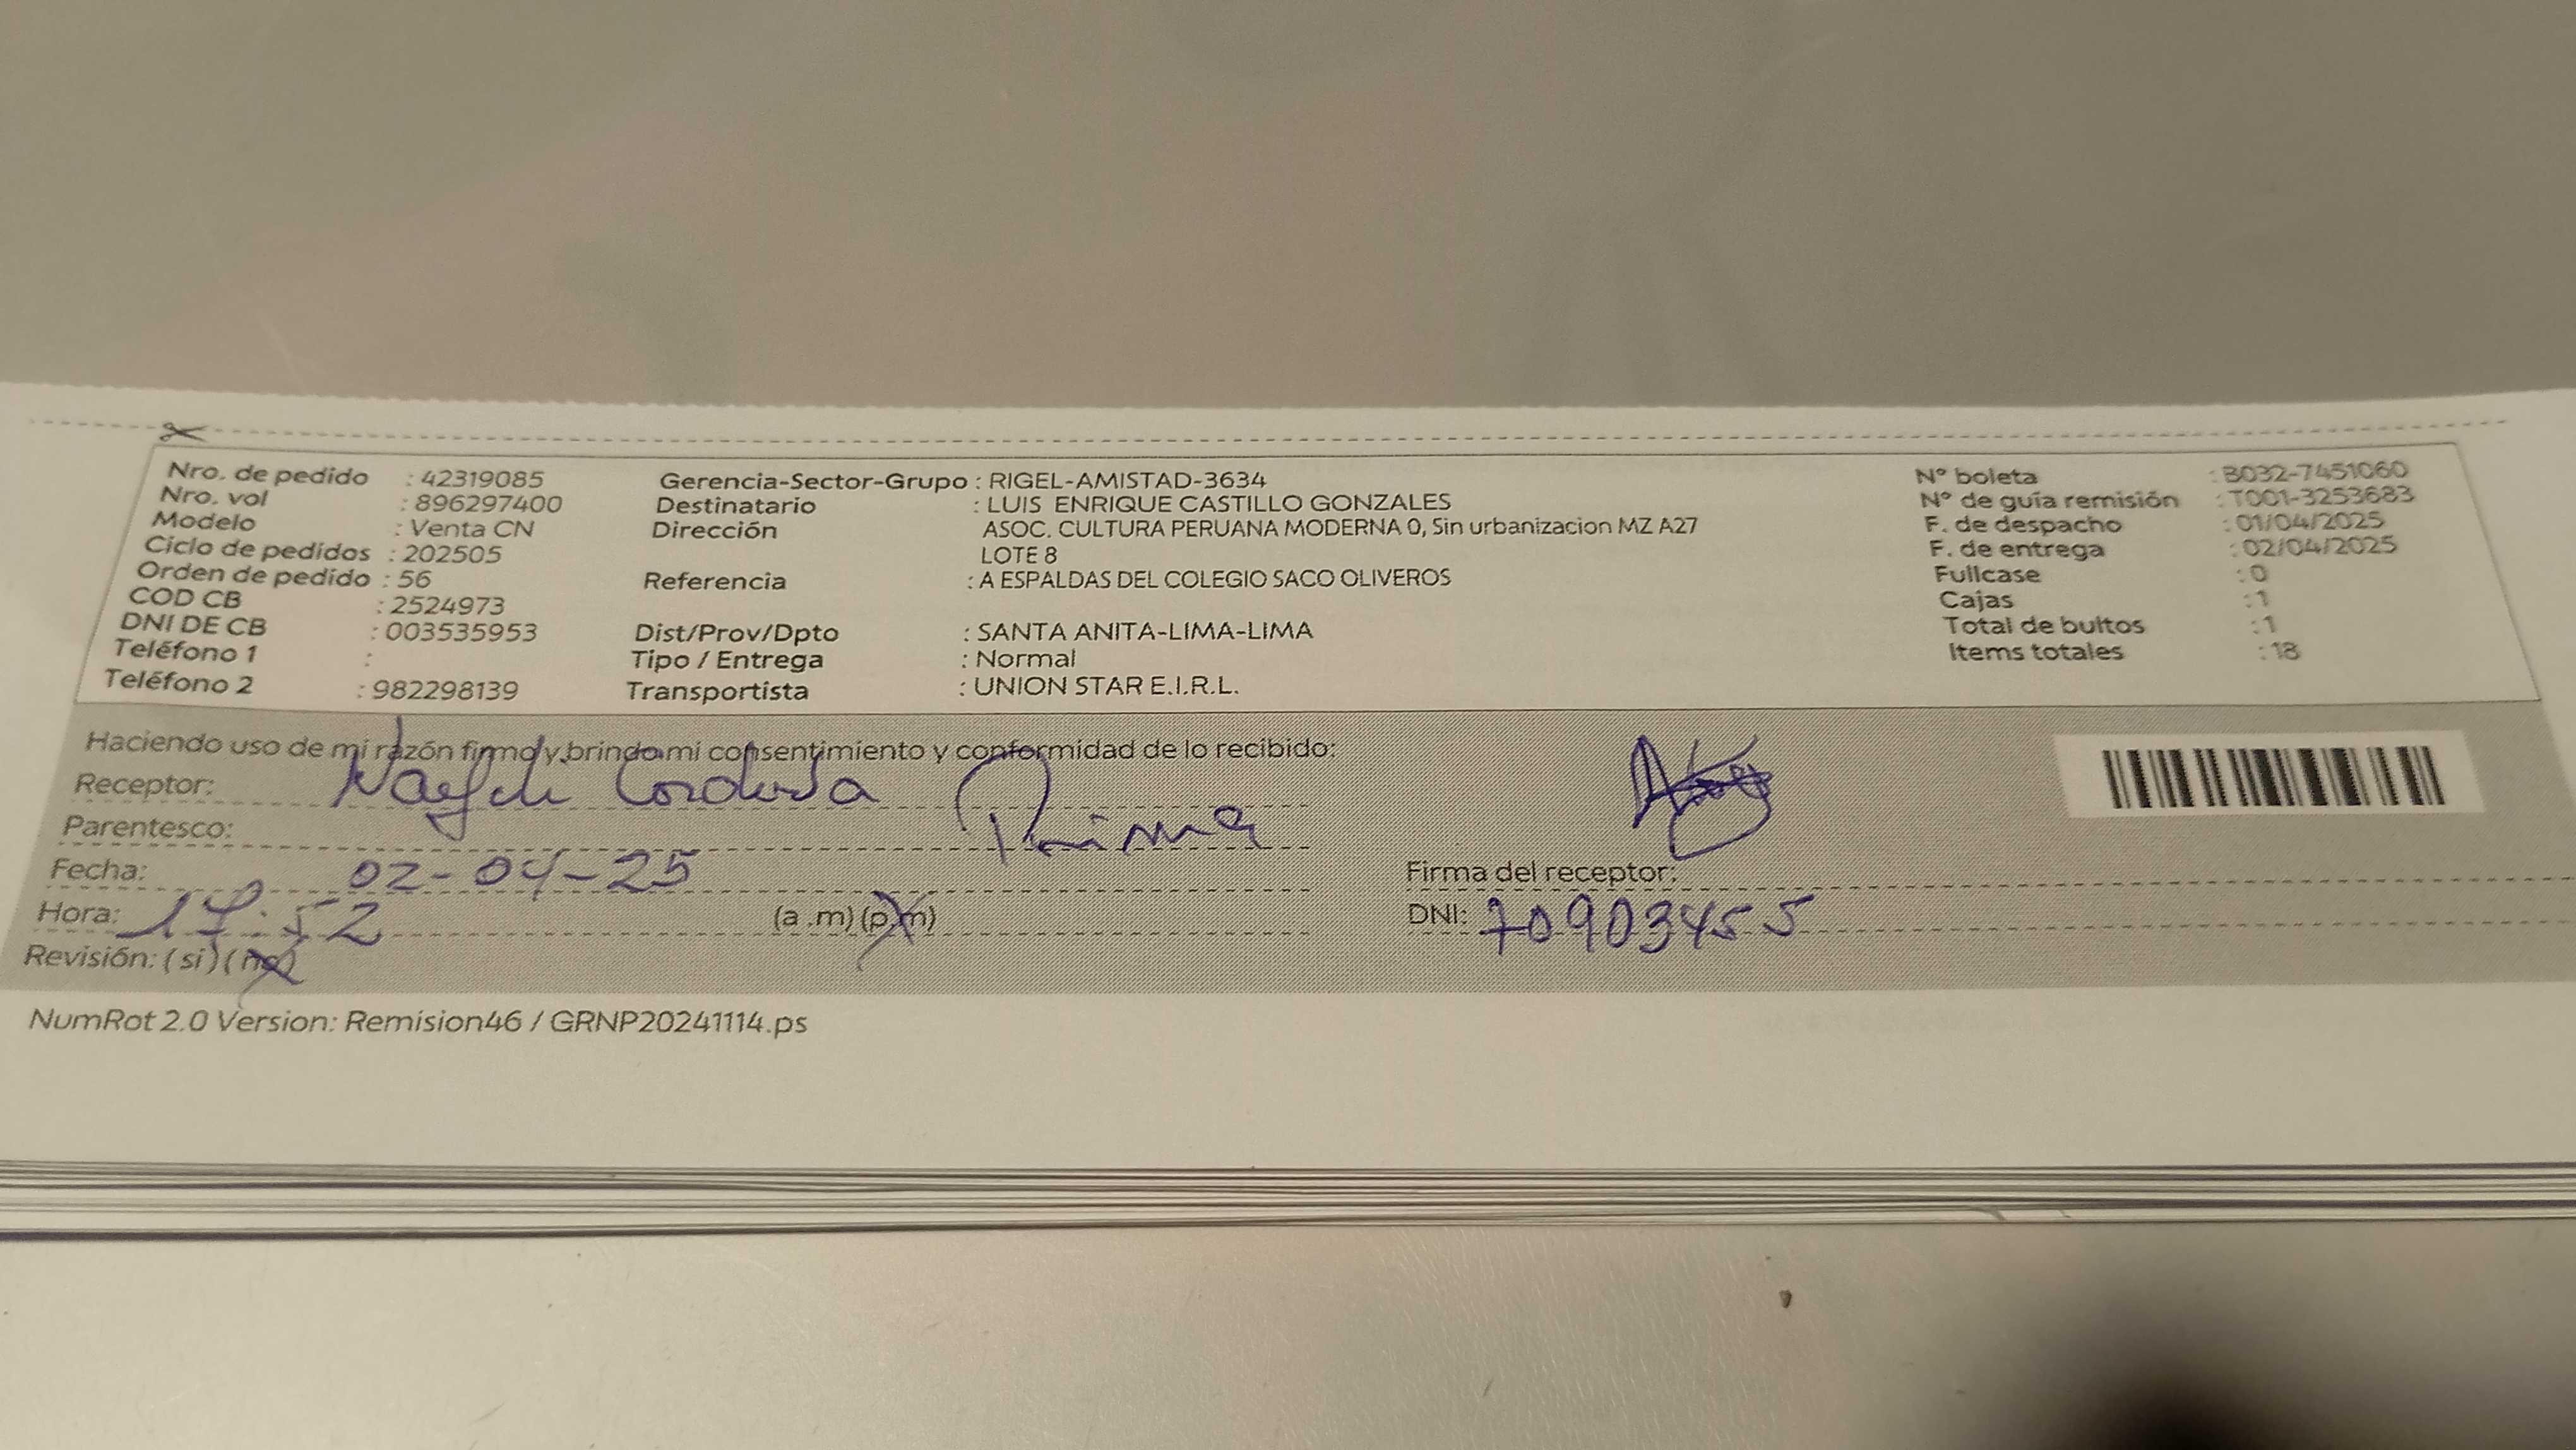 Nro. de pedido : 42319085 Gerencia-Sector-Grupo : RIGEL-AMISTAD-3634 N° boleta : B032-7451060
Nro. vol : 896297400 Destinatario : LUIS ENRIQUE CASTILLO GONZALES N° de guía remisión : T001-3253683
Modelo : Venta CN Dirección ASOC. CULTURA PERUANA MODERNA 0, Sin urbanizacion MZ A27 F. de despacho : 01/04/2025
Ciclo de pedidos : 202505 LOTE 8 F. de entrega : 02/04/2025
Orden de pedido : 56 Referencia : A ESPALDAS DEL COLEGIO SACO OLIVEROS Fullcase : 0
COD CB : 2524973 Cajas : 1
DNI DE CB : 003535953 Dist/Prov/Dpto : SANTA ANITA-LIMA-LIMA Total de bultos : 1
Teléfono 1 : Tipo / Entrega : Normal Items totales : 18
Teléfono 2 : 982298139 Transportista : UNION STAR E.I.R.L.
Haciendo uso de mi razón firmo y brindo mi consentimiento y conformidad de lo recibido:
Receptor: Cordova
Parentesco: Prima
Fecha: 02-04-25 Firma del receptor:
Hora: 17:52 (a .m) (p.m) DNI: 70903455
Revisión: ( si ) ( no )
NumRot 2.0 Version: Remision46 / GRNP20241114.ps